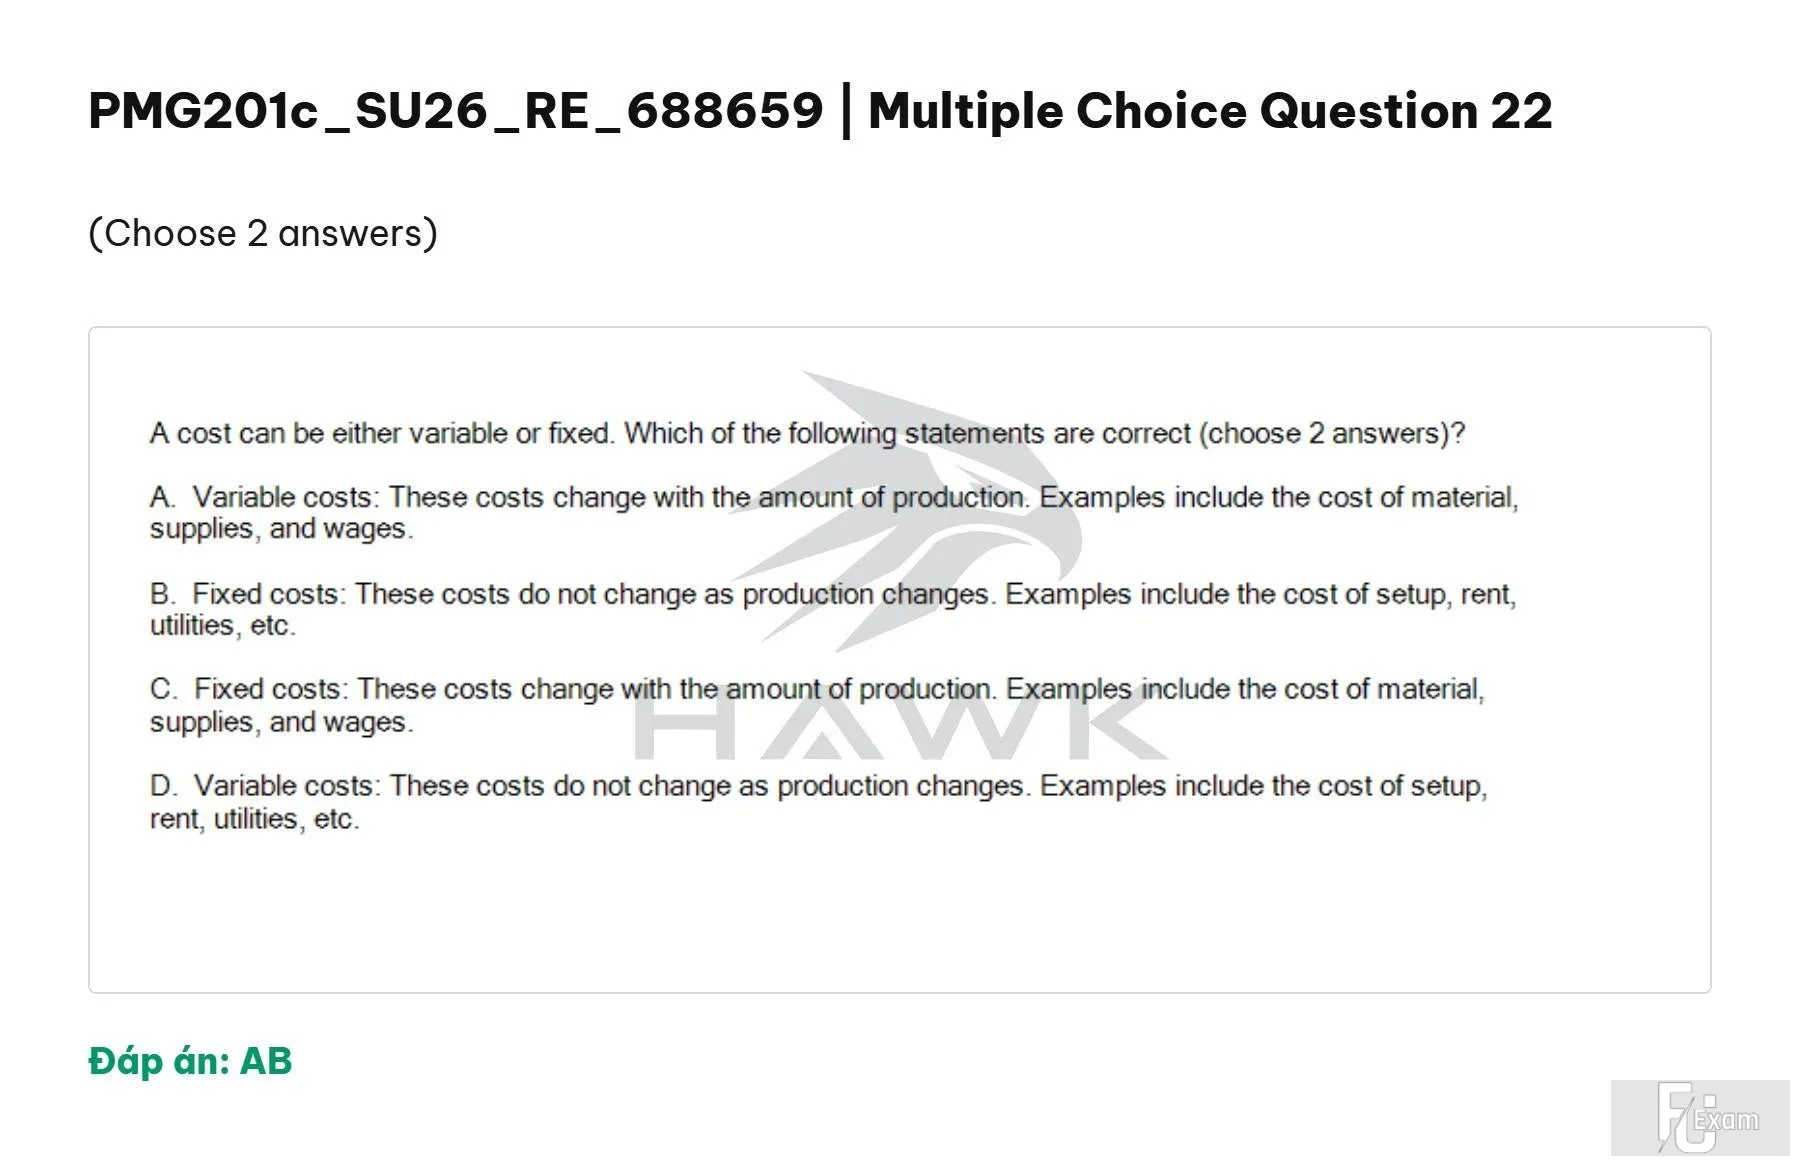 PMG201c_SU26_RE_688659 | Multiple Choice Question 22
(Choose 2 answers)
A cost can be either variable or fixed. Which of the following statements are correct (choose 2 answers)?
A. Variable costs: These costs change with the amount of production. Examples include the cost of material,
supplies, and wages.
B. Fixed costs: These costs do not change as production changes. Examples include the cost of setup, rent,
utilities, etc.
C. Fixed costs: These costs change with the amount of production. Examples include the cost of material,
supplies, and wages.
HAWK
D. Variable costs: These costs do not change as production changes. Examples include the cost of setup,
rent, utilities, etc.
Đáp án: AB
Exam